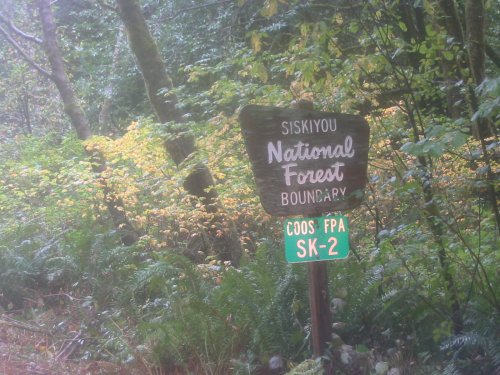 SISKIYOU
National
Forest
BOUNDARY
COOS FPA
SK-2